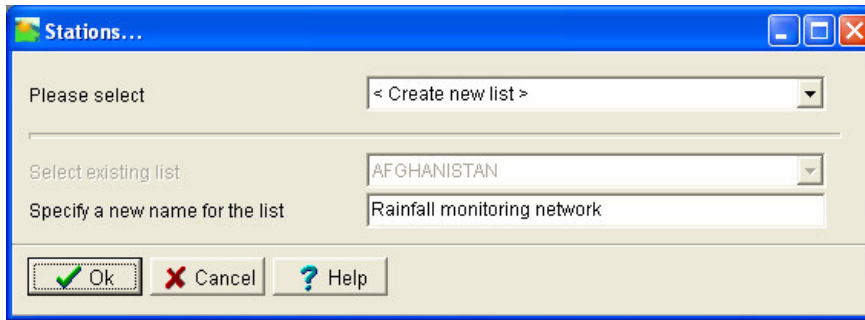 Stations...
Please select < Create new list >
Select existing list AFGHANISTAN
Specify a new name for the list Rainfall monitoring network
Ok Cancel ? Help